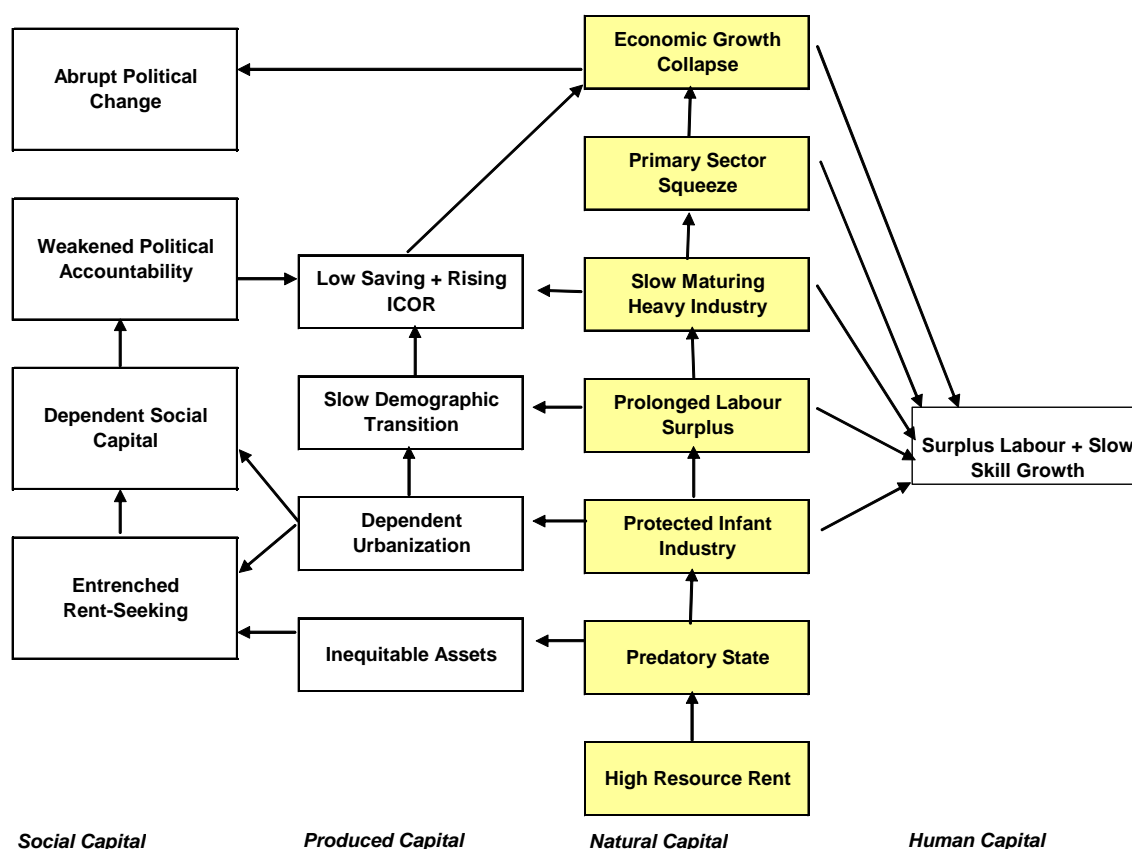 Economic Growth
Collapse
Abrupt Political
Change
Primary Sector
Squeeze
Weakened Political
Accountability
Low Saving + Rising
ICOR
Slow Maturing
Heavy Industry
Dependent Social
Capital
Slow Demographic
Transition
Prolonged Labour
Surplus
Surplus Labour + Slow
Skill Growth
Dependent
Urbanization
Protected Infant
Industry
Entrenched
Rent-Seeking
Inequitable Assets
Predatory State
High Resource Rent
Social Capital
Produced Capital
Natural Capital
Human Capital